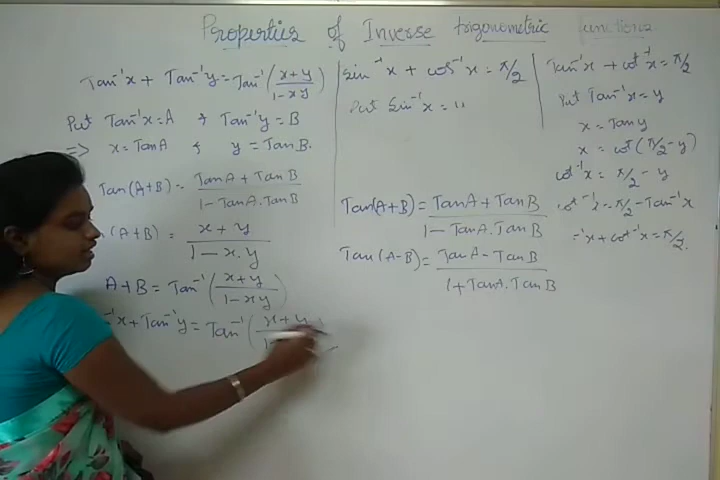 Properties of Inverse trigonometric functions
Tan⁻¹x + Tan⁻¹y = Tan⁻¹(x+y / 1-xy)
Put Tan⁻¹x = A & Tan⁻¹y = B
=> x = TanA & y = TanB.
Tan(A+B) = TanA + TanB / 1 - TanA.TanB
(A+B) = x+y / 1-x.y
A+B = Tan⁻¹(x+y / 1-xy)
⁻¹x + Tan⁻¹y = Tan⁻¹(x+y
Sin⁻¹x + cos⁻¹x = π/2
Put Sin⁻¹x =
Tan(A+B) = TanA + TanB / 1 - TanA.TanB
Tan(A-B) = TanA - TanB / 1 + TanA.TanB
Tan⁻¹x + cot⁻¹x = π/2
Put Tan⁻¹x = y
x = Tany
x = cot(π/2 - y)
cot⁻¹x = π/2 - y
cot⁻¹x = π/2 - Tan⁻¹x
⁻¹x + cot⁻¹x = π/2.